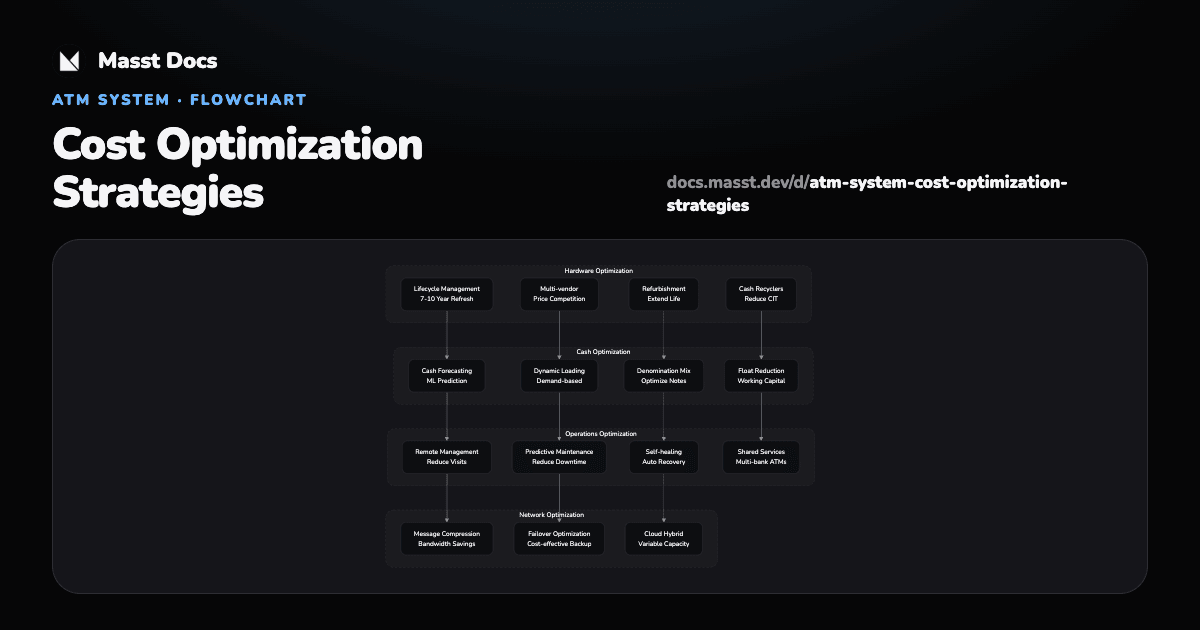 Masst Docs
ATM SYSTEM · FLOWCHART
Cost Optimization
Strategies
docs.masst.dev/d/atm-system-cost-optimization-
strategies
Hardware Optimization
Lifecycle Management
7-10 Year Refresh
Multi-vendor
Price Competition
Refurbishment
Extend Life
Cash Recyclers
Reduce CIT
Cash Optimization
Cash Forecasting
ML Prediction
Dynamic Loading
Demand-based
Denomination Mix
Optimize Notes
Float Reduction
Working Capital
Operations Optimization
Remote Management
Reduce Visits
Predictive Maintenance
Reduce Downtime
Self-healing
Auto Recovery
Shared Services
Multi-bank ATMs
Network Optimization
Message Compression
Bandwidth Savings
Failover Optimization
Cost-effective Backup
Cloud Hybrid
Variable Capacity